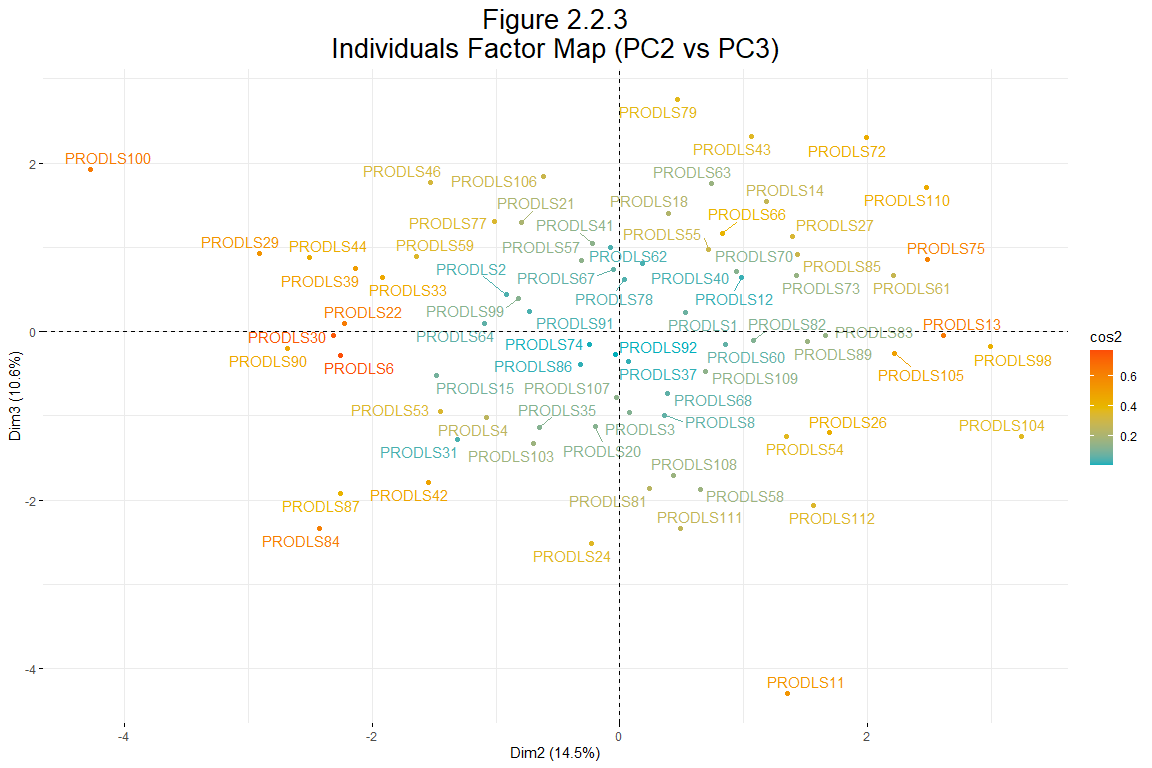 Figure 2.2.3
Individuals Factor Map (PC2 vs PC3)
PRODLS79
PRODLS43
PRODLS72
PRODLS100
2
PRODLS46
PRODLS63
PRODLS106
PRODLS14
PRODLS110
PRODLS21
PRODLS18
PRODLS66
PRODLS77
PRODLS41
PRODLS27
PRODLS55
PRODLS29
PRODLS44
PRODLS59
PRODLS57
PRODLS75
PRODLS62
PRODLS70
PRODLS2
PRODLS85
PRODLS39
PRODLS67
PRODLS40
PRODLS33
PRODLS73
PRODLS61
PRODLS78
PRODLS12
PRODLS22
PRODLS99
PRODLS91
PRODLS1
PRODLS82
PRODLS13
0
PRODLS30
PRODLS64
PRODLS83
PRODLS74
PRODLS92
PRODLS90
PRODLS60
PRODLS89
PRODLS98
PRODLS6
PRODLS86
PRODLS37
PRODLS109
PRODLS105
PRODLS15
PRODLS107
PRODLS68
PRODLS53
PRODLS35
PRODLS8
PRODLS26
PRODLS104
PRODLS4
PRODLS3
PRODLS31
PRODLS103
PRODLS20
PRODLS54
PRODLS108
PRODLS42
PRODLS58
-2
PRODLS87
PRODLS81
PRODLS111
PRODLS112
PRODLS84
PRODLS24
-4
PRODLS11
-4
-2
0
2
Dim2 (14.5%)
Dim3 (10.6%)
cos2
0.6
0.4
0.2